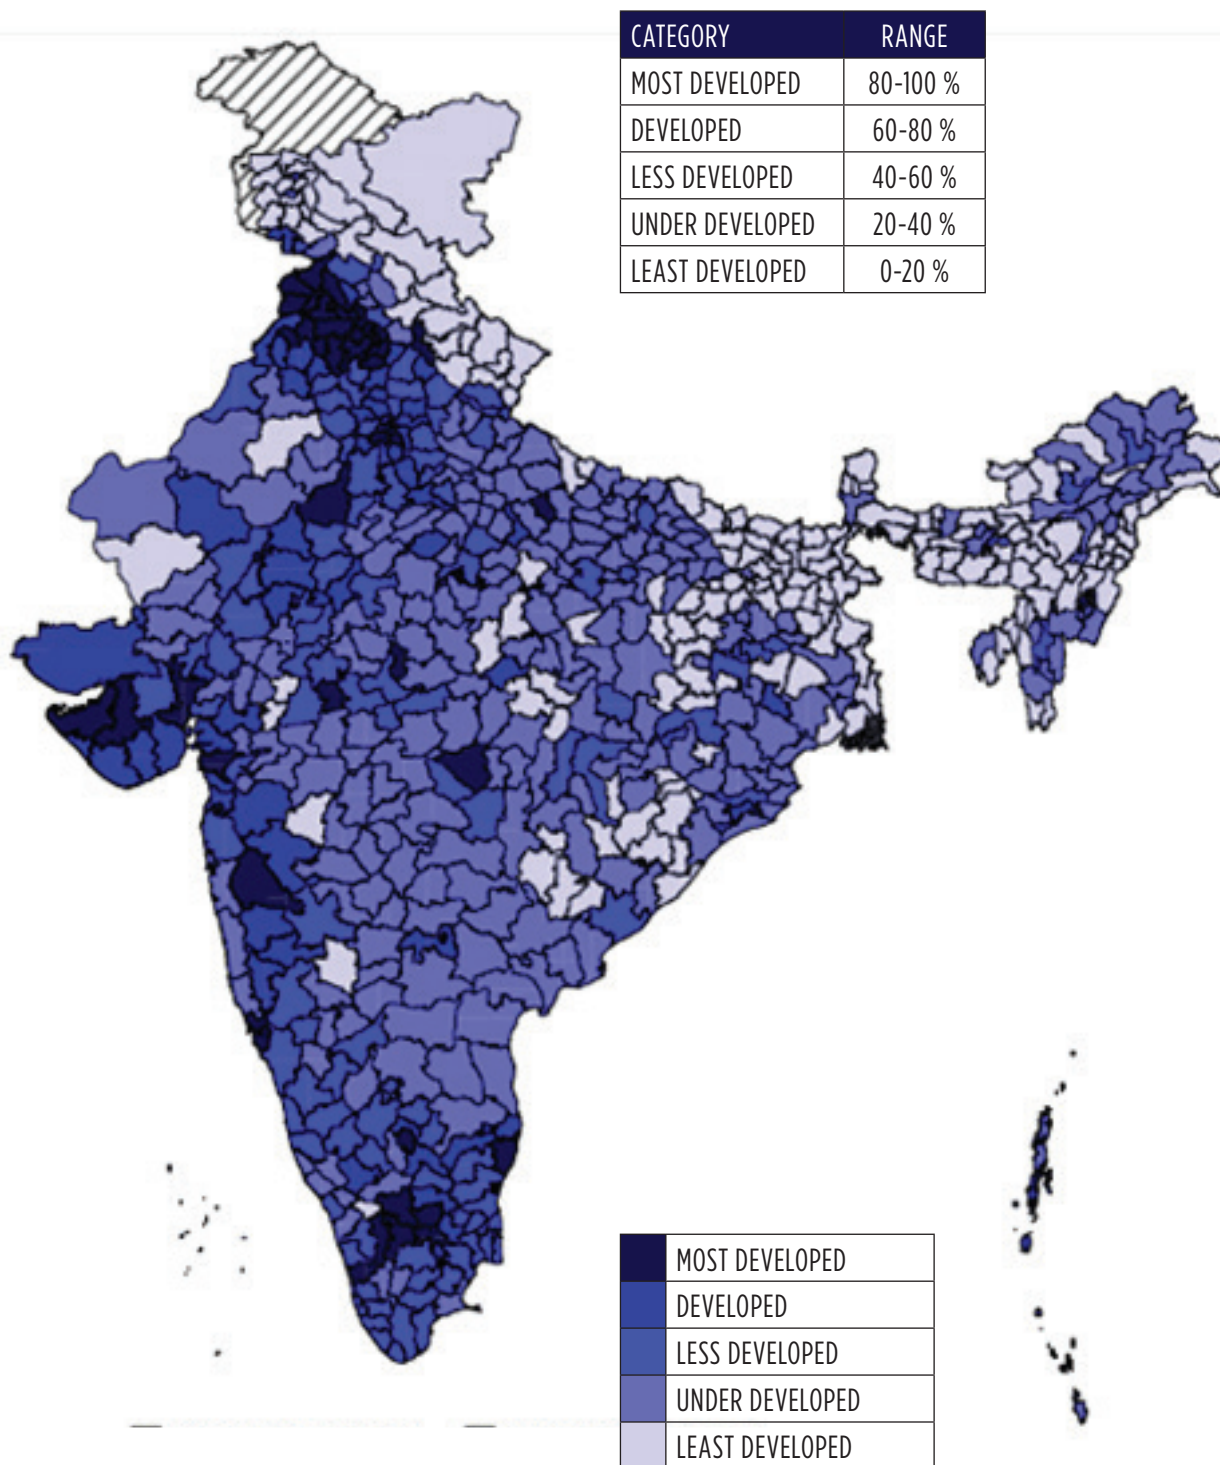 CATEGORY RANGE
MOST DEVELOPED 80-100 %
DEVELOPED 60-80 %
LESS DEVELOPED 40-60 %
UNDER DEVELOPED 20-40 %
LEAST DEVELOPED 0-20 %
MOST DEVELOPED
DEVELOPED
LESS DEVELOPED
UNDER DEVELOPED
LEAST DEVELOPED